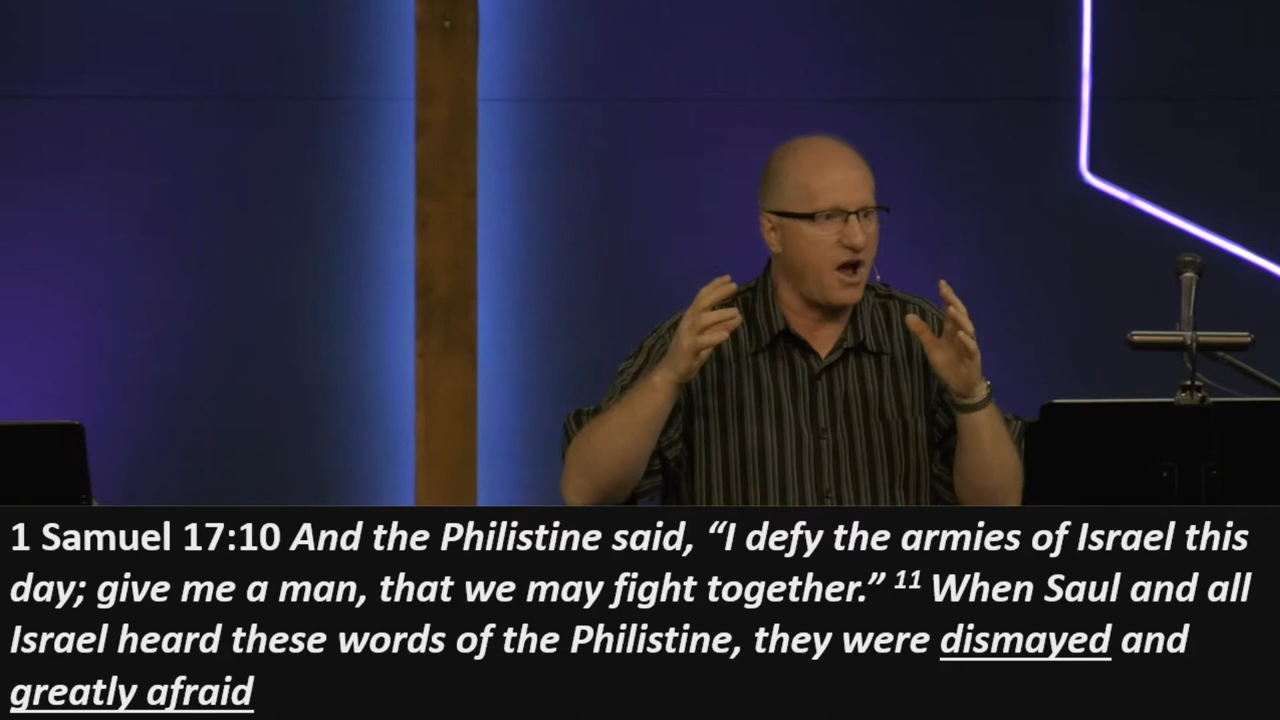 1 Samuel 17:10 And the Philistine said, “I defy the armies of Israel this
day; give me a man, that we may fight together.” 11 When Saul and all
Israel heard these words of the Philistine, they were dismayed and
greatly afraid